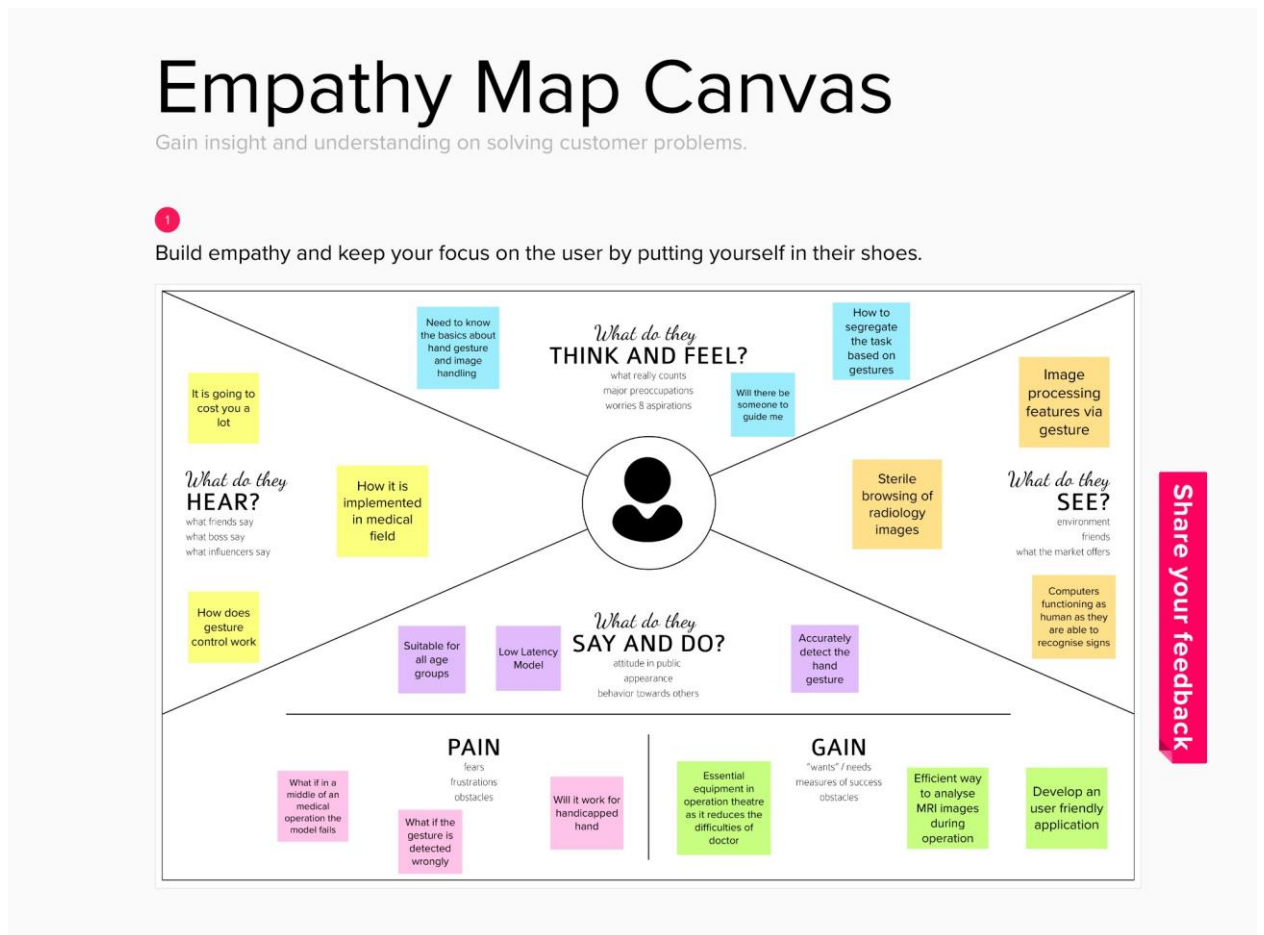 Empathy Map Canvas
Gain insight and understanding on solving customer problems.
1
Build empathy and keep your focus on the user by putting yourself in their shoes.
What do they
THINK AND FEEL?
what really counts
major preoccupations
worries & aspirations
Need to know
the basics about
hand gesture
and image
handling
Will there be
someone to
guide me
How to
segregate
the task
based on
gestures
It is going to
cost you a
lot
What do they
HEAR?
what friends say
what boss say
what influencers say
How it is
implemented
in medical
field
How does
gesture
control work
Image
processing
features via
gesture
Sterile
browsing of
radiology
images
What do they
SEE?
environment
friends
what the market offers
Computers
functioning as
human as they
are able to
recognise signs
What do they
SAY AND DO?
attitude in public
appearance
behavior towards others
Suitable for
all age
groups
Low Latency
Model
Accurately
detect the
hand
gesture
PAIN
fears
frustrations
obstacles
What if in a
middle of an
medical
operation the
model fails
What if the
gesture is
detected
wrongly
Will it work for
handicapped
hand
GAIN
"wants" / needs
measures of success
obstacles
Essential
equipment in
operation theatre
as it reduces the
difficulties of
doctor
Efficient way
to analyse
MRI images
during
operation
Develop an
user friendly
application
Share your feedback